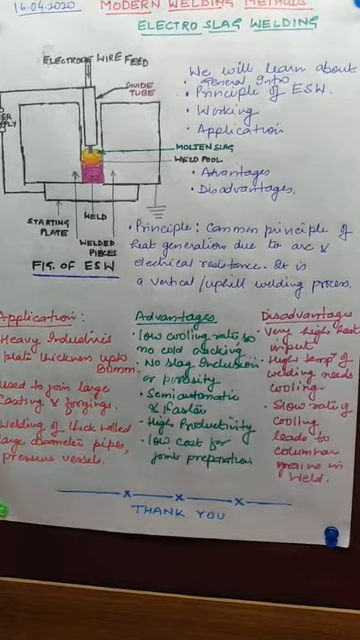 16.04.2020
MODERN WELDING METHODS
ELECTRO SLAG WELDING
ELECTRODE WIRE FEED
GUIDE
TUBE
MOLTEN SLAG
WELD POOL
STARTING
PLATE
WELD
WELDED
PIECES
FIG. OF ESW
We will learn about
• General Info
• Principle of ESW.
• Working
• Application
• Advantages
• Disadvantages.
• Principle: Common principle of
heat generation due to arc &
electrical resistance. It is
a vertical / uphill welding process.
Application:
Heavy Industries
Plate thickness upto
80mm.
Used to join large
Casting & forgings.
Welding of thick walled
large diameter pipes,
pressure vessels.
Advantages
• low cooling rate so
no cold cracking.
• No Slag Inclusion
or porosity
• Semiautomatic
& Faster
• High Productivity
• low cost for
joint preparation
Disadvantages
• Very high heat
input
• High temp of
welding needs
cooling
• Slow rate of
cooling
leads to
columnar
grains in
Weld.
THANK YOU